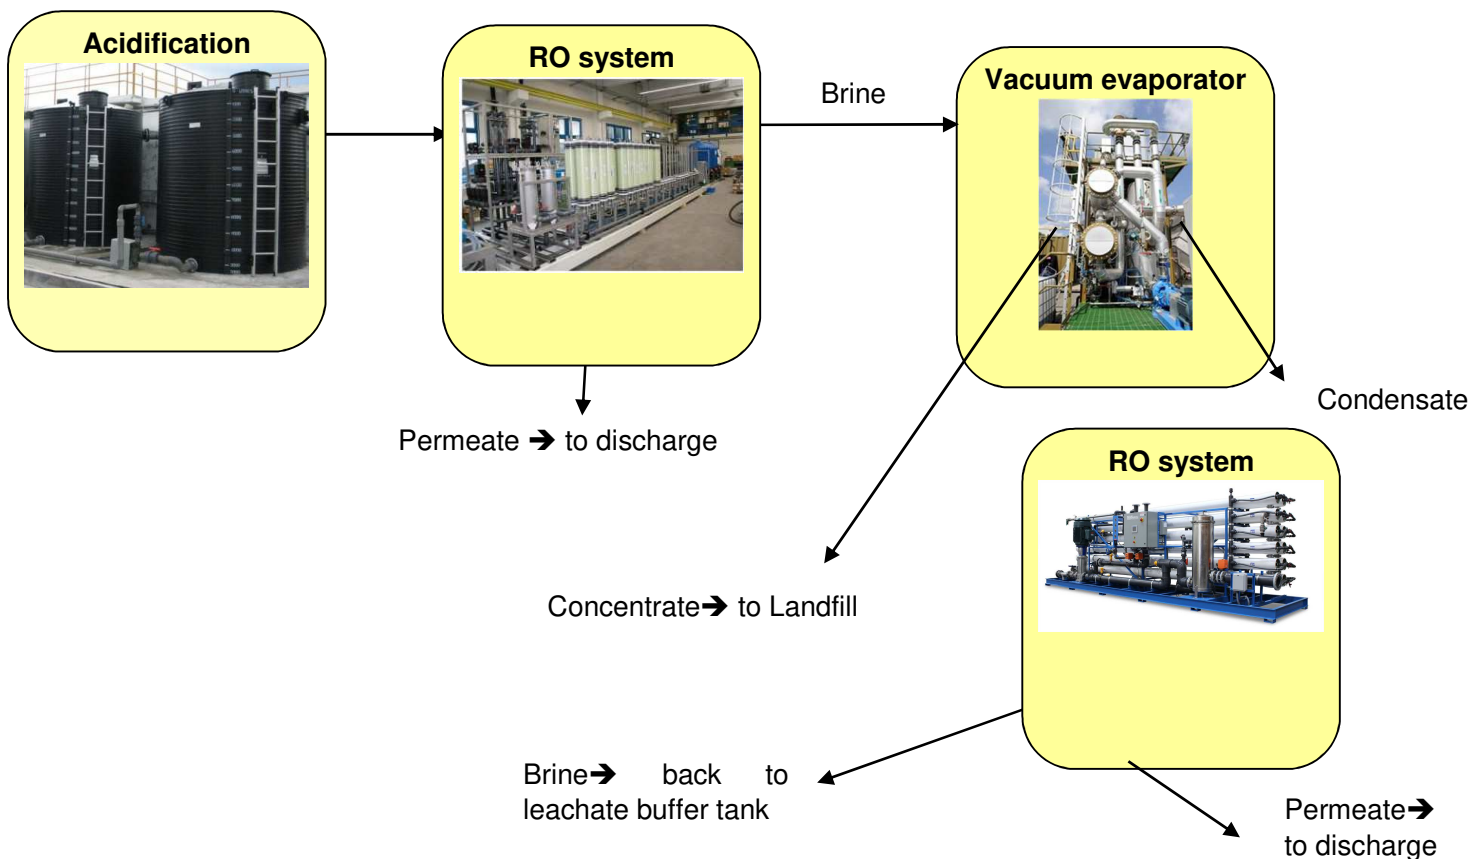 Acidification
RO system
Brine
Vacuum evaporator
Permeate ➔ to discharge
Condensate
RO system
Concentrate➔ to Landfill
Brine➔ back to
leachate buffer tank
Permeate➔
to discharge